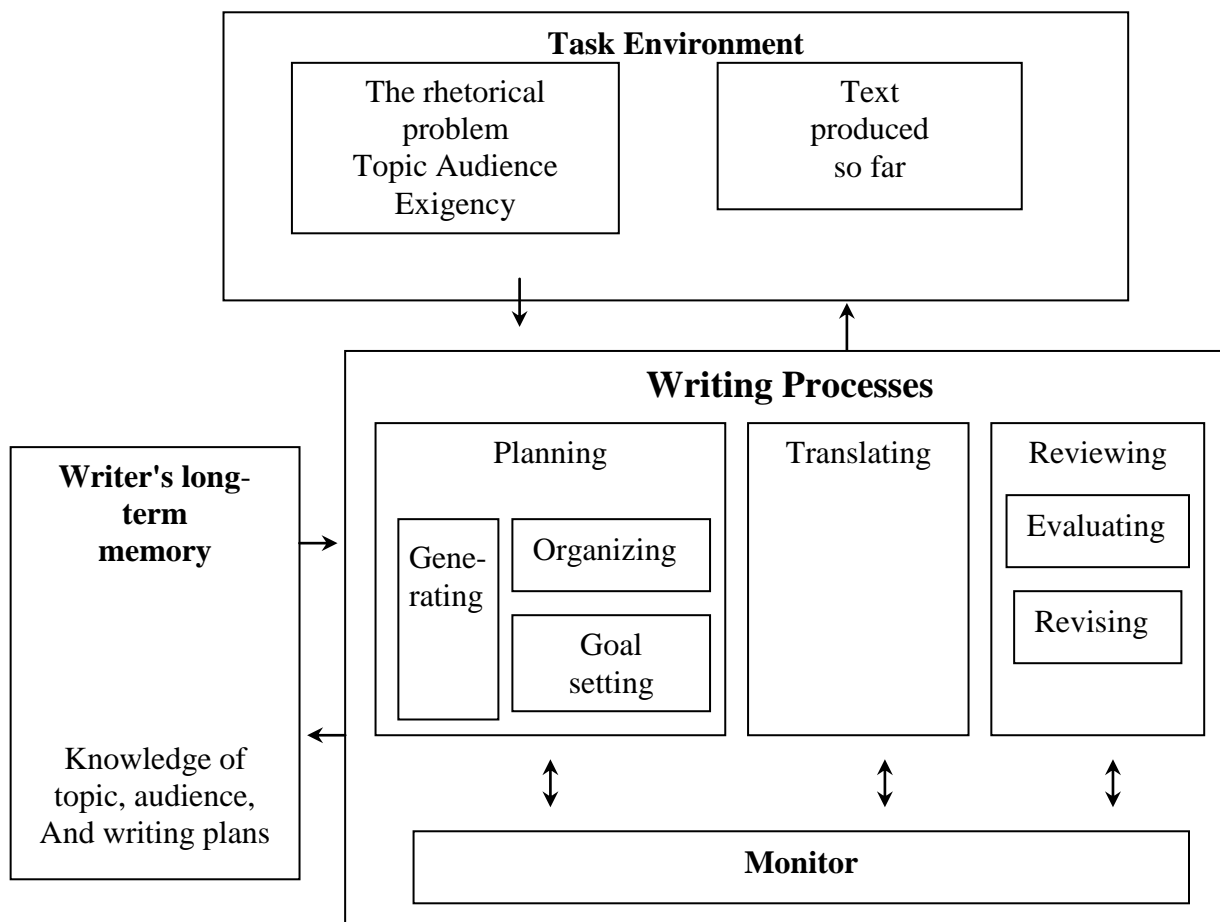 Task Environment
The rhetorical
problem
Topic Audience
Exigency
Text
produced
so far
Writing Processes
Writer's long-
term
memory
Knowledge of
topic, audience,
And writing plans
Planning
Gene-
rating
Organizing
Goal
setting
Translating
Reviewing
Evaluating
Revising
Monitor